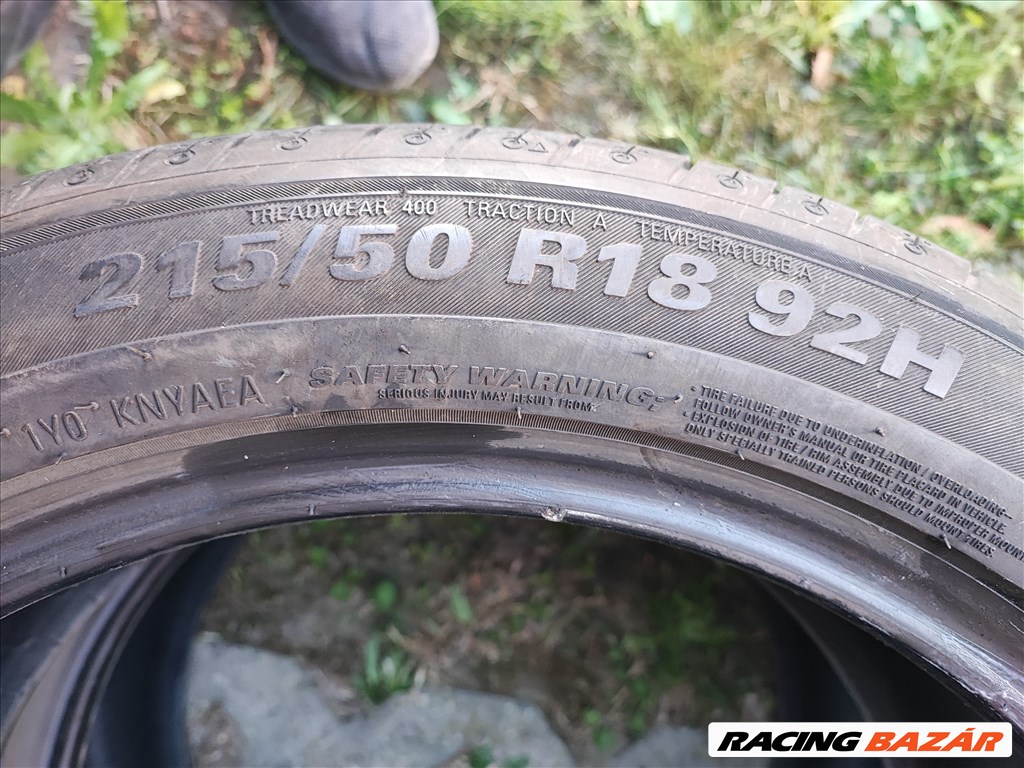 TREADWEAR 400 TRACTION A TEMPERATURE A
215/50 R18 92H
1Y0 KNYAEA
SAFETY WARNING:
SERIOUS INJURY MAY RESULT FROM:
• TIRE FAILURE DUE TO UNDERINFLATION / OVERLOADING-
FOLLOW OWNER'S MANUAL OR TIRE PLACARD IN VEHICLE.
• EXPLOSION OF TIRE / RIM ASSEMBLY DUE TO IMPROPER MOUN
ONLY SPECIALLY TRAINED PERSONS SHOULD MOUNT TIRES.
RACING BAZÁR